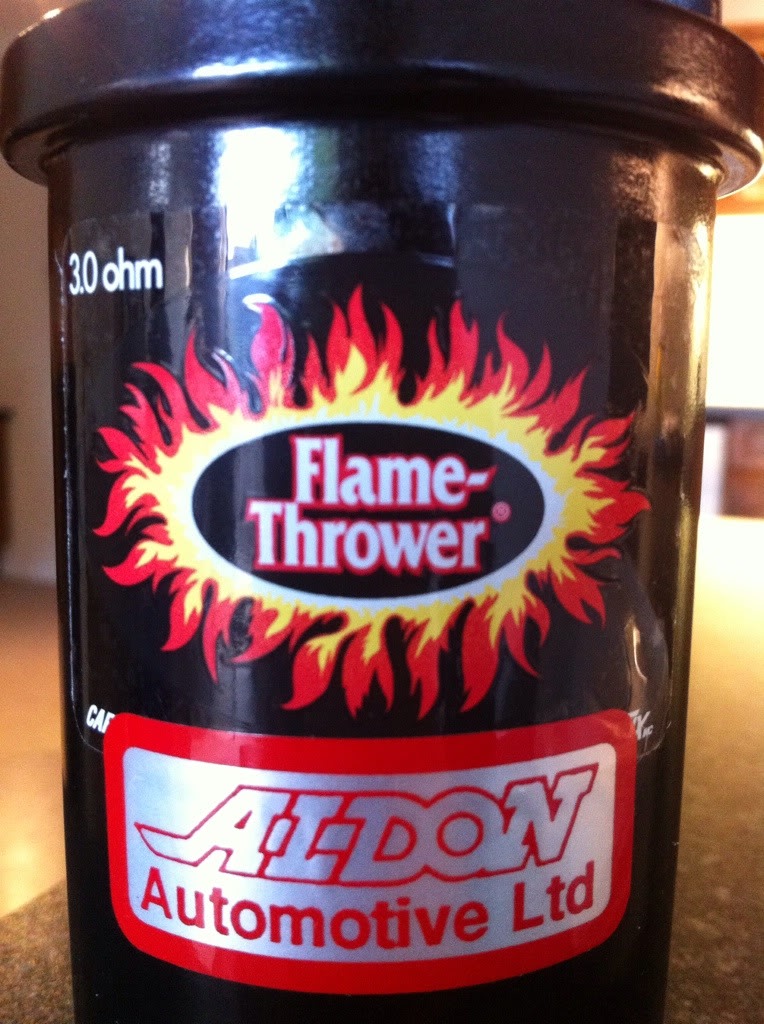 3.0 ohm
Flame-
Thrower®
ALDON
Automotive Ltd